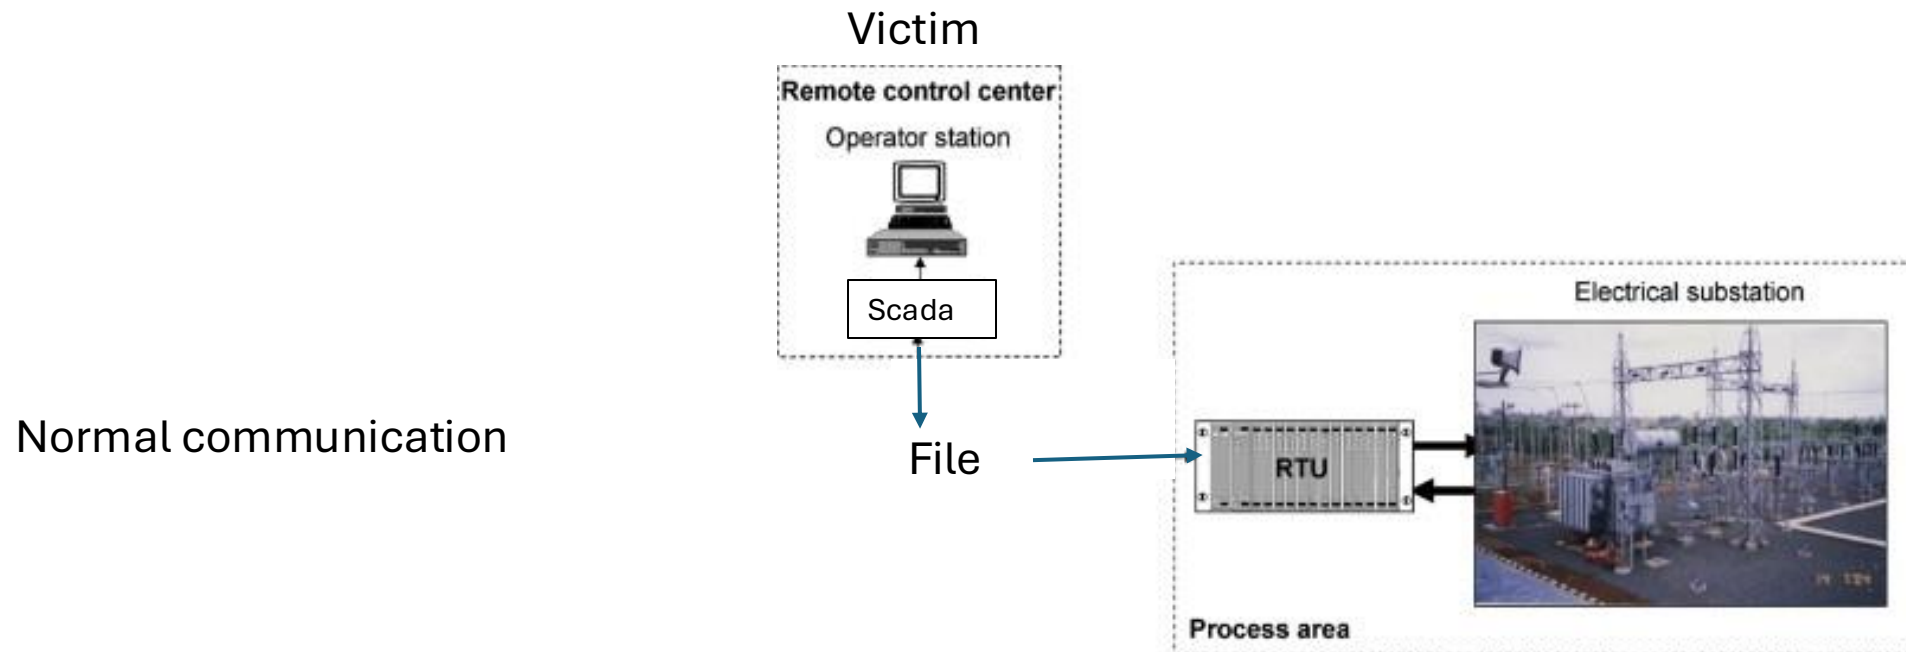 Victim
Remote control center
Operator station
Scada
Electrical substation
Normal communication
File
RTU
Process area